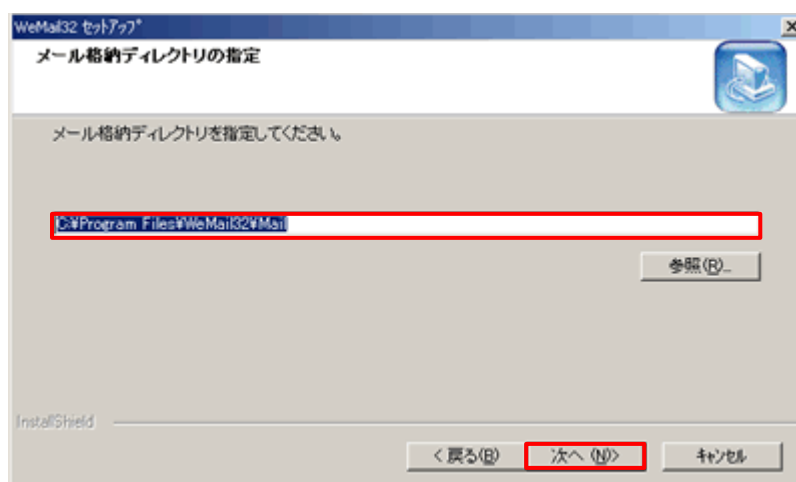 WeMail32 ｾｯﾄｱｯﾌﾟ
メール格納ディレクトリの指定
メール格納ディレクトリを指定してください。
C:¥Program Files¥WeMail32¥Mail
参照(R)...
InstallShield
< 戻る(B)
次へ (N)>
ｷｬﾝｾﾙ